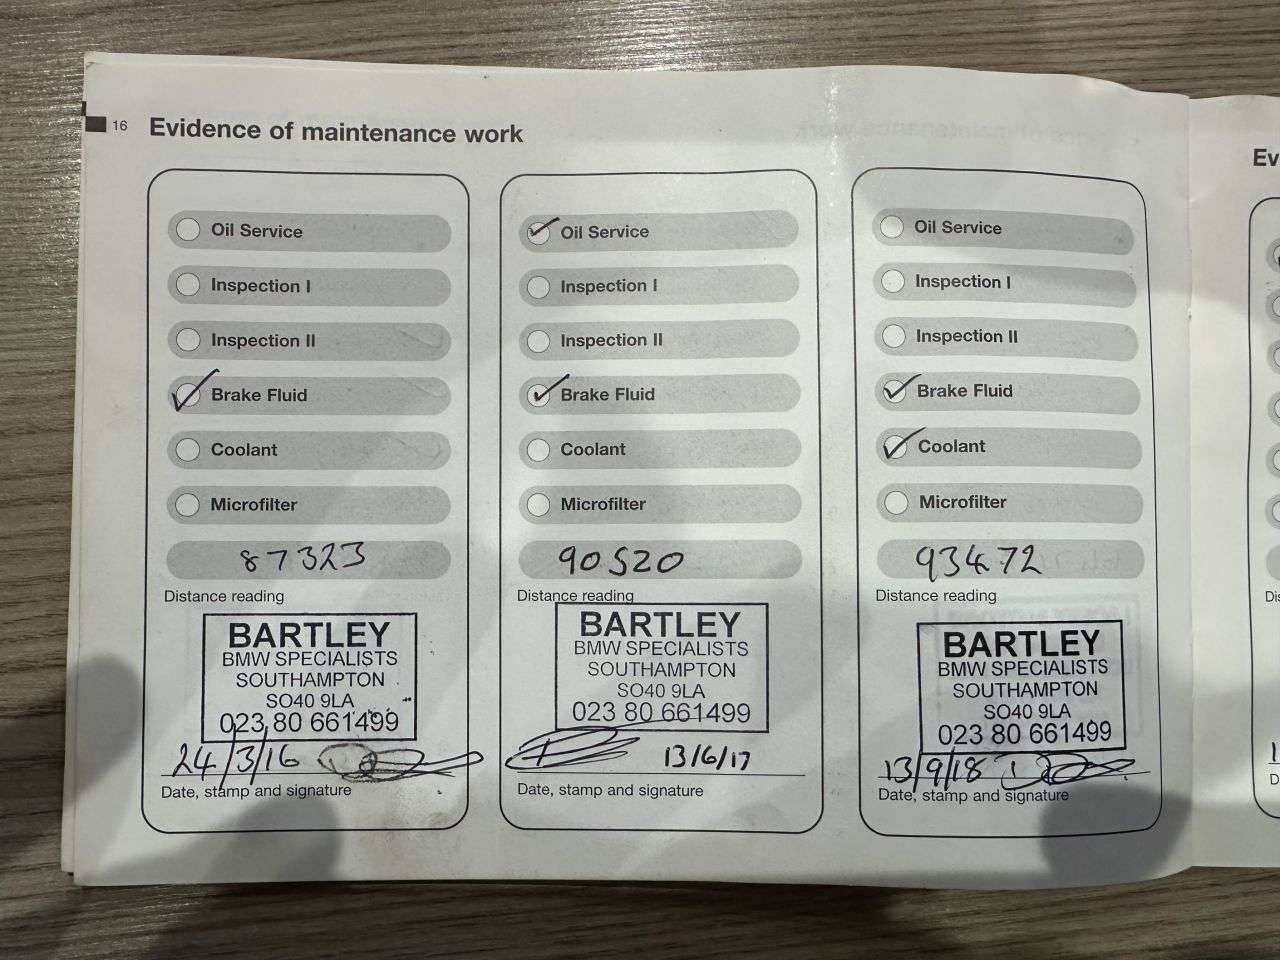 16 Evidence of maintenance work
Oil Service
Inspection I
Inspection II
Brake Fluid
Coolant
Microfilter
87323
Distance reading
BARTLEY
BMW SPECIALISTS
SOUTHAMPTON
SO40 9LA
023 80 661499
24/3/16
Date, stamp and signature
Oil Service
Inspection I
Inspection II
Brake Fluid
Coolant
Microfilter
90520
Distance reading
BARTLEY
BMW SPECIALISTS
SOUTHAMPTON
SO40 9LA
023 80 661499
13/6/17
Date, stamp and signature
Oil Service
Inspection I
Inspection II
Brake Fluid
Coolant
Microfilter
93472
Distance reading
BARTLEY
BMW SPECIALISTS
SOUTHAMPTON
SO40 9LA
023 80 661499
13/9/18
Date, stamp and signature
Ev
Dis
D